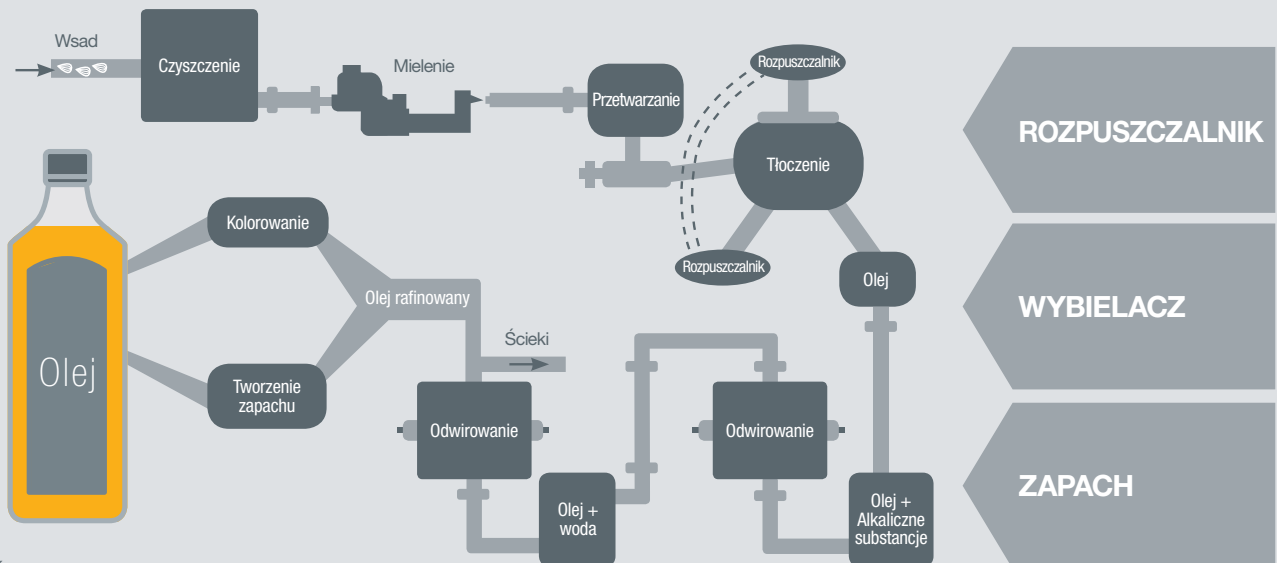 Wsad
Czyszczenie
Mielenie
Przetwarzanie
Rozpuszczalnik
Tłoczenie
Rozpuszczalnik
Olej
Olej +
Alkaliczne
substancje
Odwirowanie
Olej +
woda
Odwirowanie
Ścieki
Olej rafinowany
Kolorowanie
Tworzenie
zapachu
Olej
ROZPUSZCZALNIK
WYBIELACZ
ZAPACH